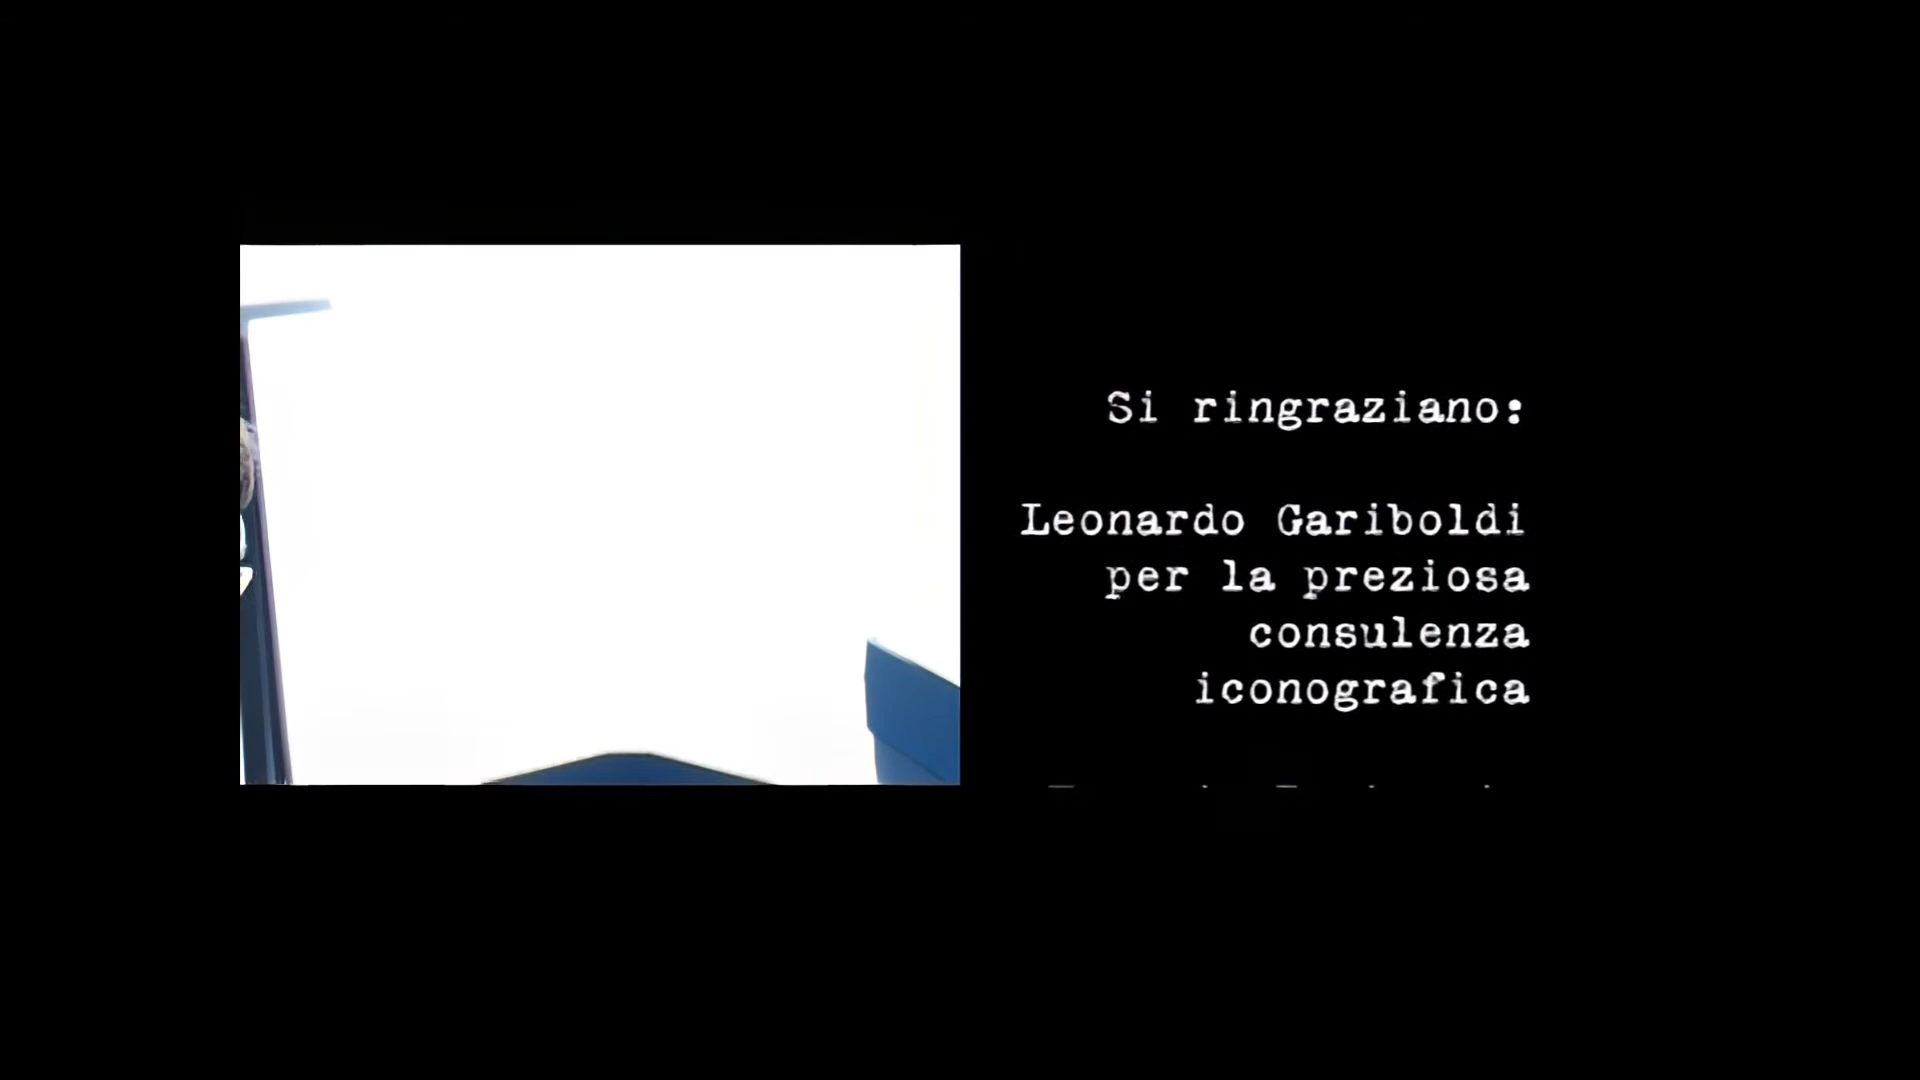 Si ringraziano:
Leonardo Gariboldi
per la preziosa
consulenza
iconografica